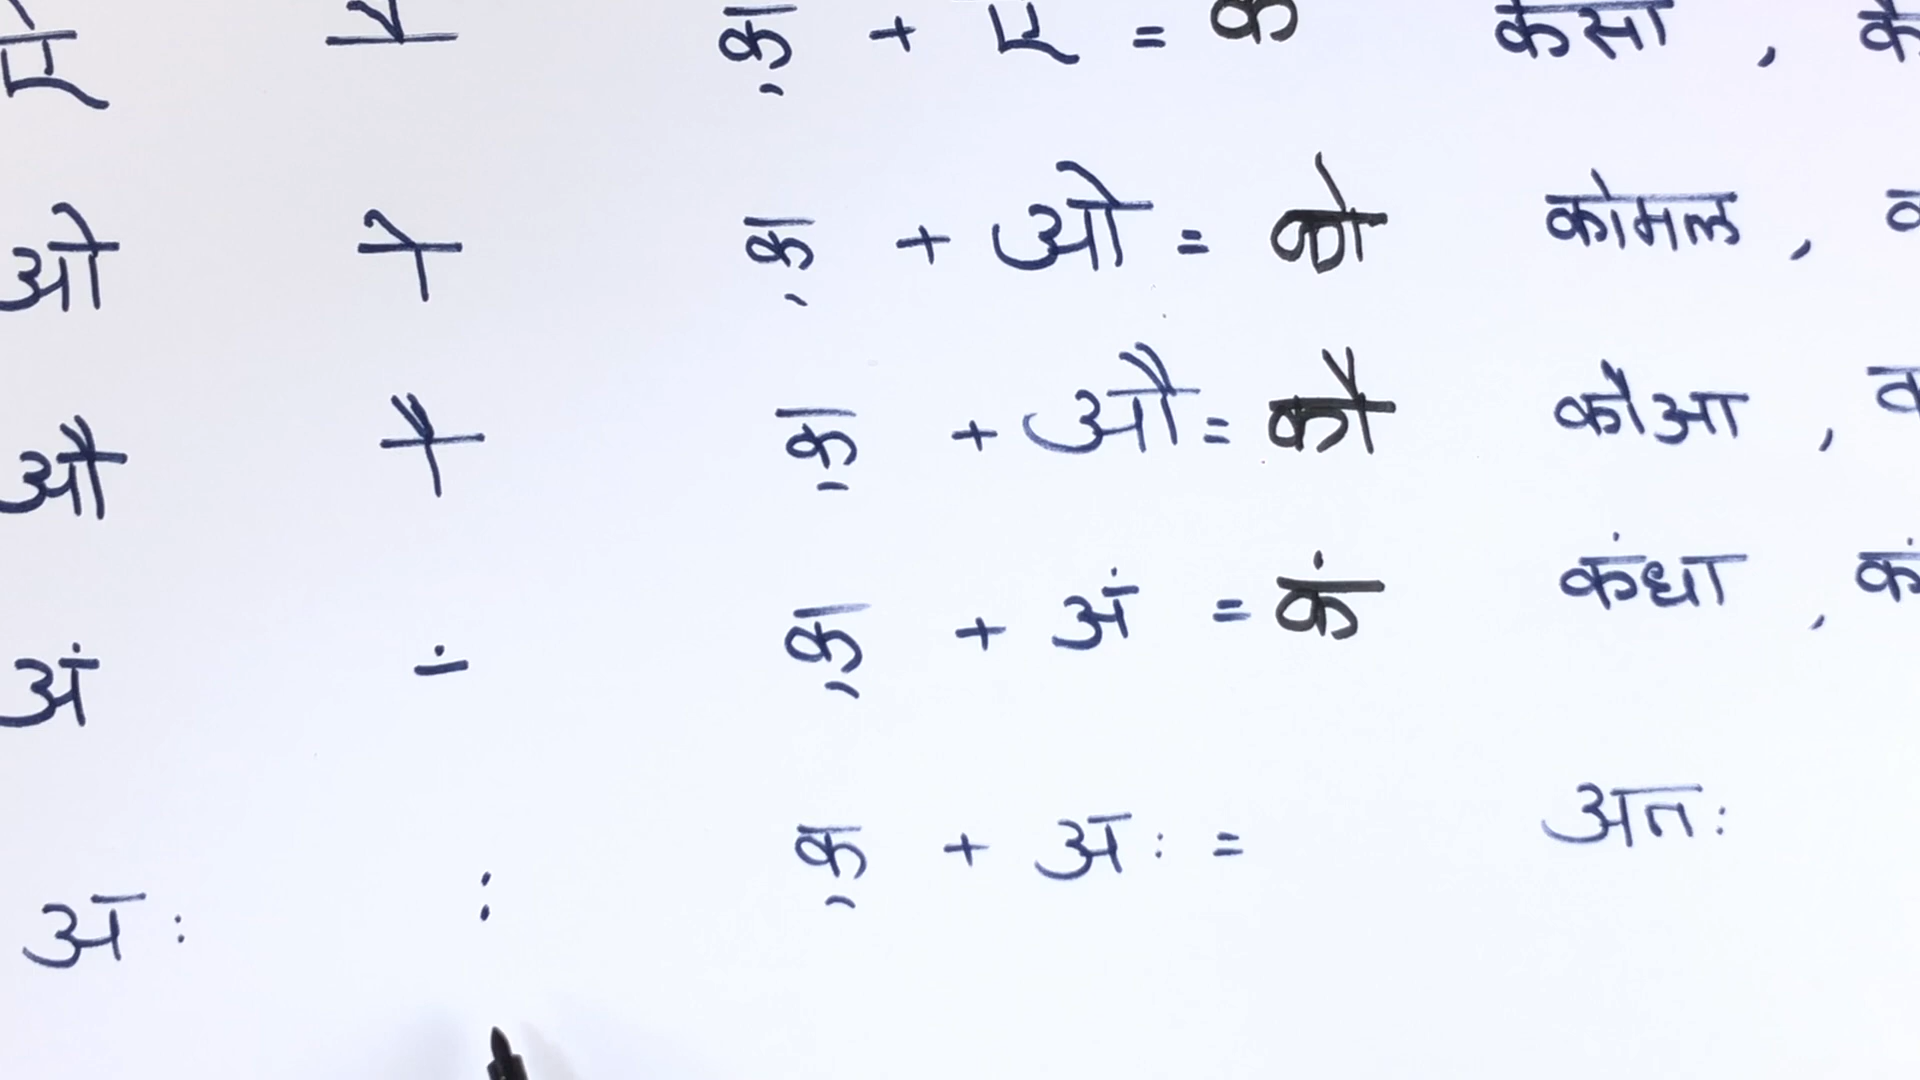 ऐ ै क् + ऐ = कै कैसा ,
ओ ो क् + ओ = को कोमल ,
औ ौ क् + औ = कौ कौआ ,
अं ं क् + अं = कं कंधा , कं
अः ः क् + अः = अतः